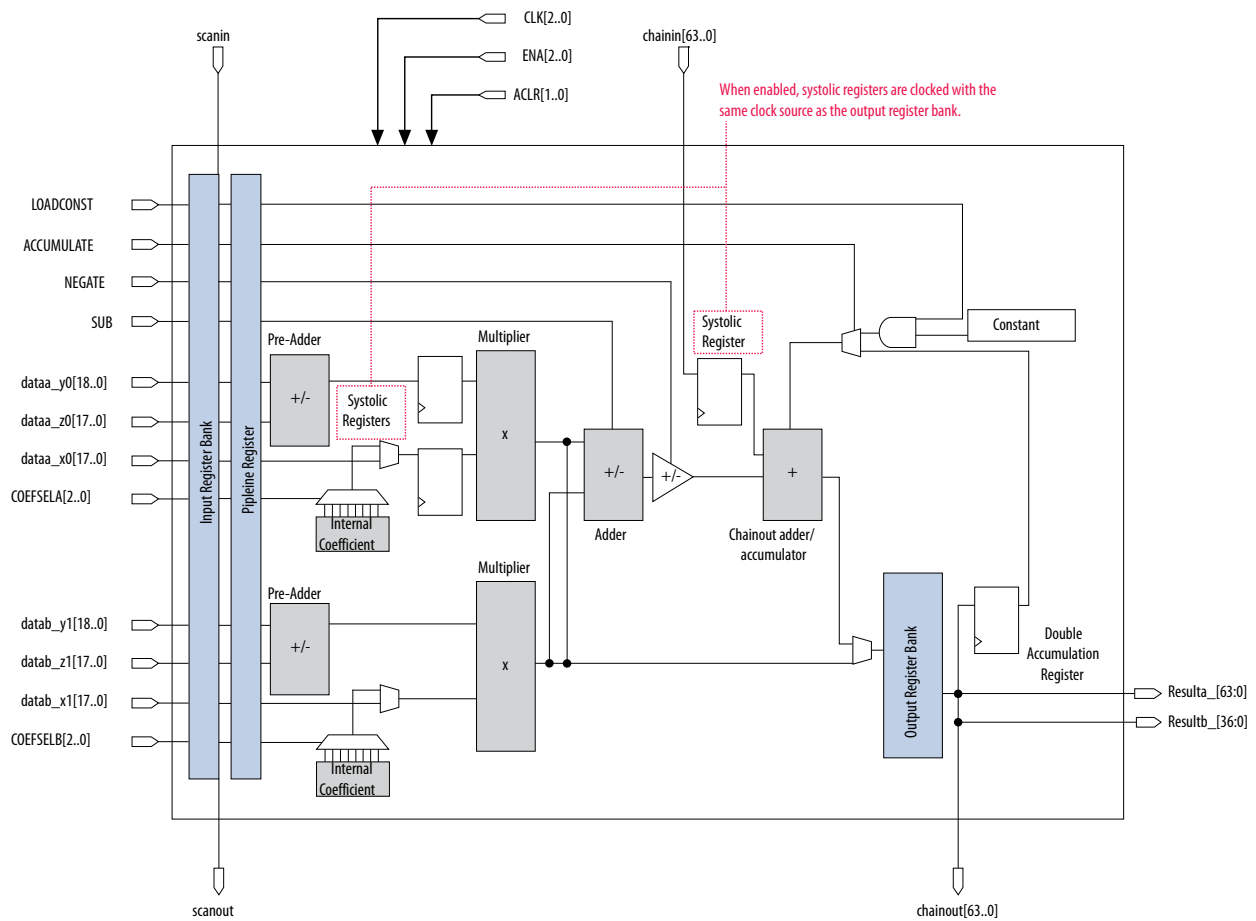 CLK[2..0]
scanin
chainin[63..0]
ENA[2..0]
ACLR[1..0]
When enabled, systolic registers are clocked with the
same clock source as the output register bank.
LOADCONST
ACCUMULATE
NEGATE
SUB
dataa_y0[18..0]
dataa_z0[17..0]
dataa_x0[17..0]
COEFSELA[2..0]
datab_y1[18..0]
datab_z1[17..0]
datab_x1[17..0]
COEFSELB[2..0]
Input Register Bank
Pipleine Register
Pre-Adder
+/-
Systolic
Registers
Internal
Coefficient
Multiplier
x
Pre-Adder
+/-
Internal
Coefficient
Multiplier
x
+/-
Adder
+/-
Systolic
Register
+
Chainout adder/
accumulator
Constant
Output Register Bank
Double
Accumulation
Register
Resulta_[63:0]
Resultb_[36:0]
scanout
chainout[63..0]